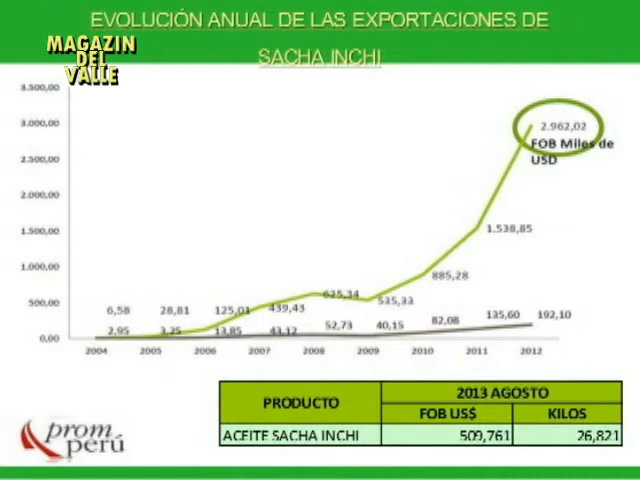 EVOLUCIÓN ANUAL DE LAS EXPORTACIONES DE
SACHA INCHI
MAGAZIN
DEL
VALLE
3.500,00
3.000,00
2.500,00
2.000,00
1.500,00
1.000,00
500,00
0,00
2.962,02
FOB Miles de
USD
1.538,85
885,28
6,58 28,81 125,01 439,43 625,34 535,33
2,95 3,25 13,85 43,12 52,73 40,15 82,08 135,60 192,10
2004 2005 2006 2007 2008 2009 2010 2011 2012
PRODUCTO 2013 AGOSTO
FOB US$ KILOS
ACEITE SACHA INCHI 509,761 26,821
prom
perú